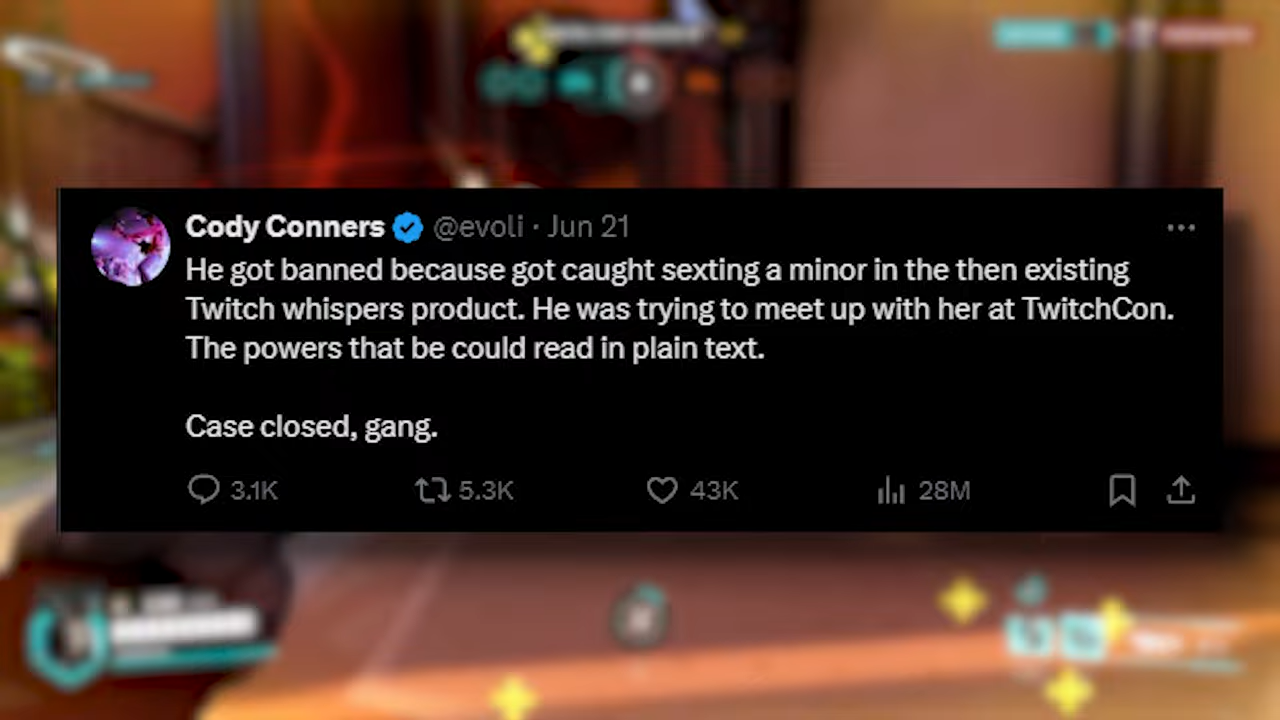 Cody Conners @evoli · Jun 21
He got banned because got caught sexting a minor in the then existing
Twitch whispers product. He was trying to meet up with her at TwitchCon.
The powers that be could read in plain text.
Case closed, gang.
3.1K 5.3K 43K 28M